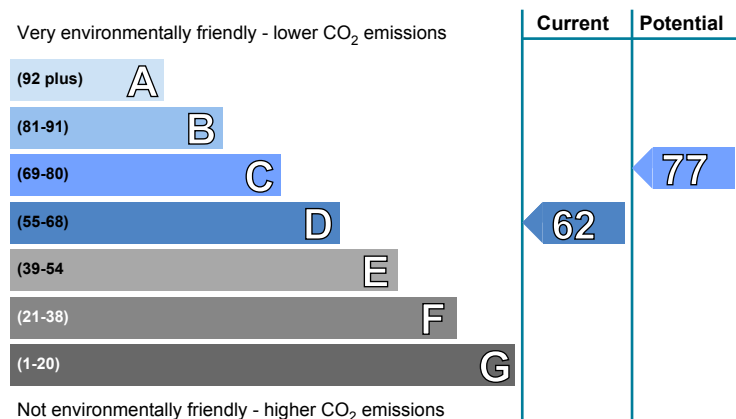 Current Potential
Very environmentally friendly - lower CO₂ emissions
(92 plus) A
(81-91) B
(69-80) C
77
(55-68) D
62
(39-54 E
(21-38) F
(1-20) G
Not environmentally friendly - higher CO₂ emissions